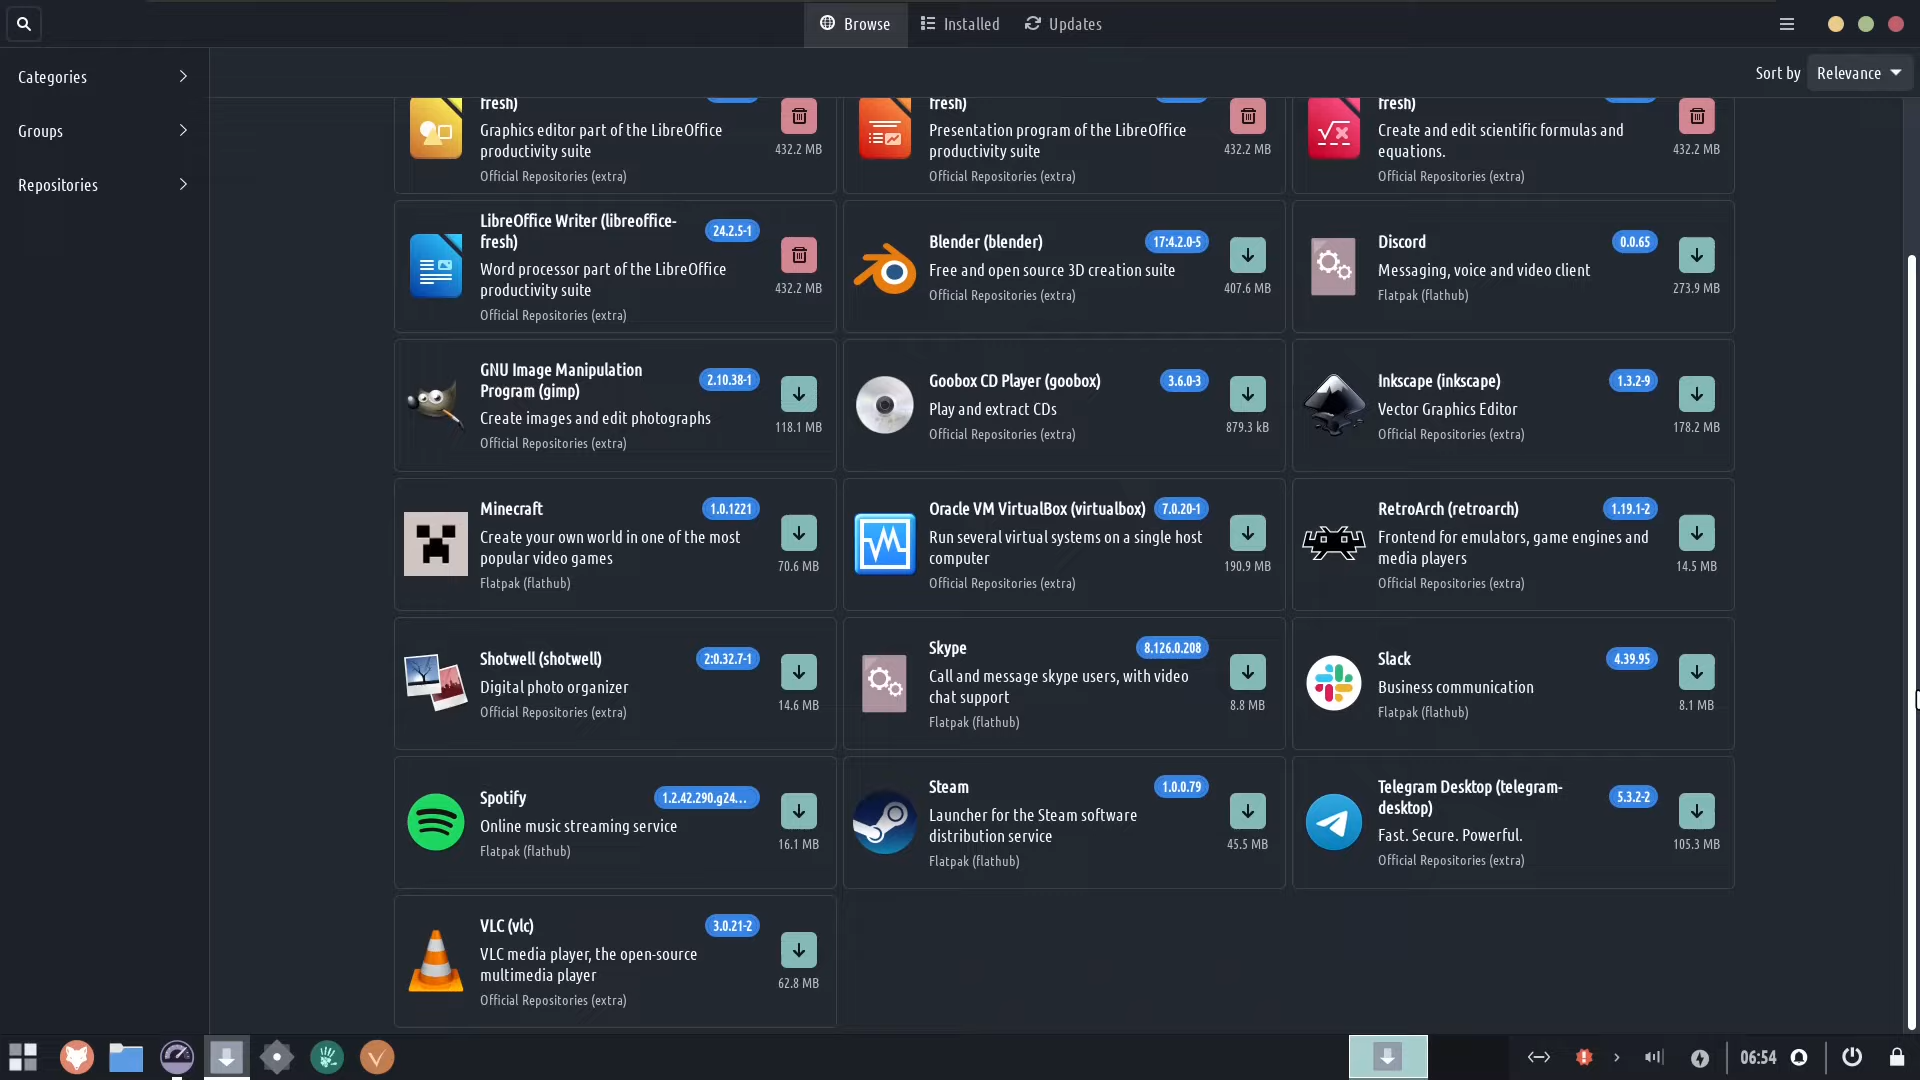 Browse
Installed
Updates
Categories
Groups
Repositories
Sort by
Relevance
fresh)
Graphics editor part of the LibreOffice
productivity suite
Official Repositories (extra)
432.2 MB
fresh)
Presentation program of the LibreOffice
productivity suite
Official Repositories (extra)
432.2 MB
fresh)
Create and edit scientific formulas and
equations.
Official Repositories (extra)
432.2 MB
LibreOffice Writer (libreoffice-
fresh)
24.2.5-1
Word processor part of the LibreOffice
productivity suite
Official Repositories (extra)
432.2 MB
Blender (blender)
17:4.2.0-5
Free and open source 3D creation suite
Official Repositories (extra)
407.6 MB
Discord
0.0.65
Messaging, voice and video client
Flatpak (flathub)
273.9 MB
GNU Image Manipulation
Program (gimp)
2.10.38-1
Create images and edit photographs
Official Repositories (extra)
118.1 MB
Goobox CD Player (goobox)
3.6.0-3
Play and extract CDs
Official Repositories (extra)
879.3 kB
Inkscape (inkscape)
1.3.2-9
Vector Graphics Editor
Official Repositories (extra)
178.2 MB
Minecraft
1.0.1221
Create your own world in one of the most
popular video games
Flatpak (flathub)
70.6 MB
Oracle VM VirtualBox (virtualbox)
7.0.20-1
Run several virtual systems on a single host
computer
Official Repositories (extra)
190.9 MB
RetroArch (retroarch)
1.19.1-2
Frontend for emulators, game engines and
media players
Official Repositories (extra)
14.5 MB
Shotwell (shotwell)
2:0.32.7-1
Digital photo organizer
Official Repositories (extra)
14.6 MB
Skype
8.126.0.208
Call and message skype users, with video
chat support
Flatpak (flathub)
8.8 MB
Slack
4.39.95
Business communication
Flatpak (flathub)
8.1 MB
Spotify
1.2.42.290.g24...
Online music streaming service
Flatpak (flathub)
16.1 MB
Steam
1.0.0.79
Launcher for the Steam software
distribution service
Flatpak (flathub)
45.5 MB
Telegram Desktop (telegram-
desktop)
5.3.2-2
Fast. Secure. Powerful.
Official Repositories (extra)
105.3 MB
VLC (vlc)
3.0.21-2
VLC media player, the open-source
multimedia player
Official Repositories (extra)
62.8 MB
06:54